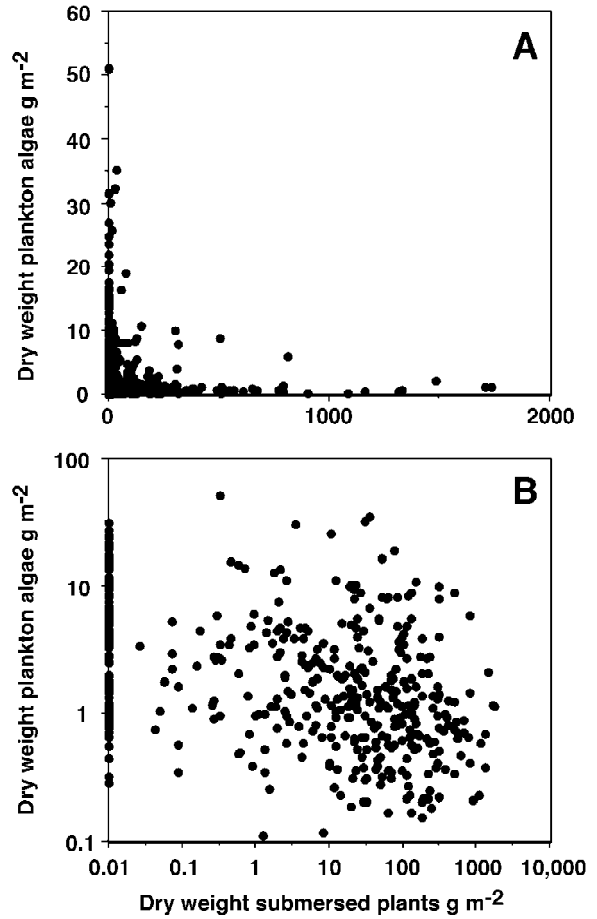 A
Dry weight plankton algae g m-2
60
50
40
30
20
10
0
0 1000 2000
B
Dry weight plankton algae g m-2
100
10
1
0.1
0.01 0.1 1 10 100 1000 10,000
Dry weight submersed plants g m-2